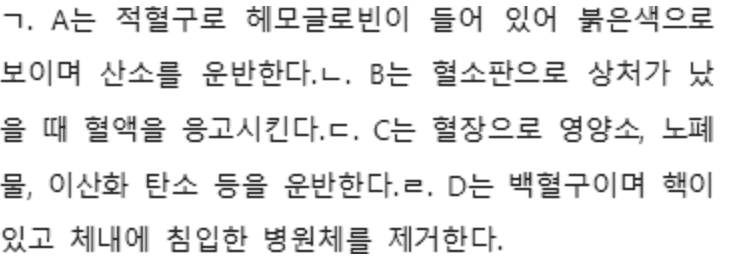 ㄱ. A는 적혈구로 헤모글로빈이 들어 있어 붉은색으로
보이며 산소를 운반한다.ㄴ. B는 혈소판으로 상처가 났
을 때 혈액을 응고시킨다.ㄷ. C는 혈장으로 영양소, 노폐
물, 이산화 탄소 등을 운반한다.ㄹ. D는 백혈구이며 핵이
있고 체내에 침입한 병원체를 제거한다.